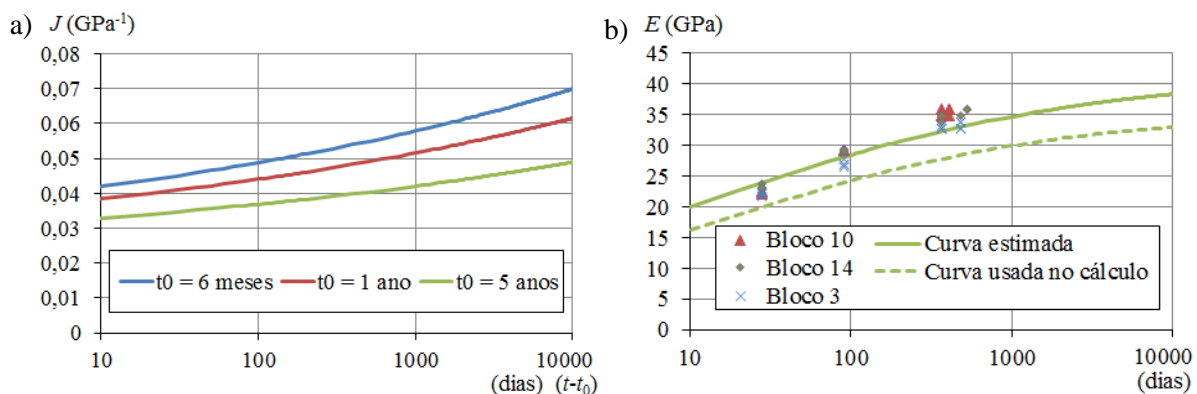 a) J (GPa-1)
0,08
0,07
0,06
0,05
0,04
0,03
0,02
0,01
0
t0 = 6 meses t0 = 1 ano t0 = 5 anos
10 100 1000 10000
(dias) (t-t0)
b) E (GPa)
45
40
35
30
25
20
15
10
5
0
Bloco 10 Curva estimada
Bloco 14 Curva usada no cálculo
Bloco 3
10 100 1000 10000
(dias)